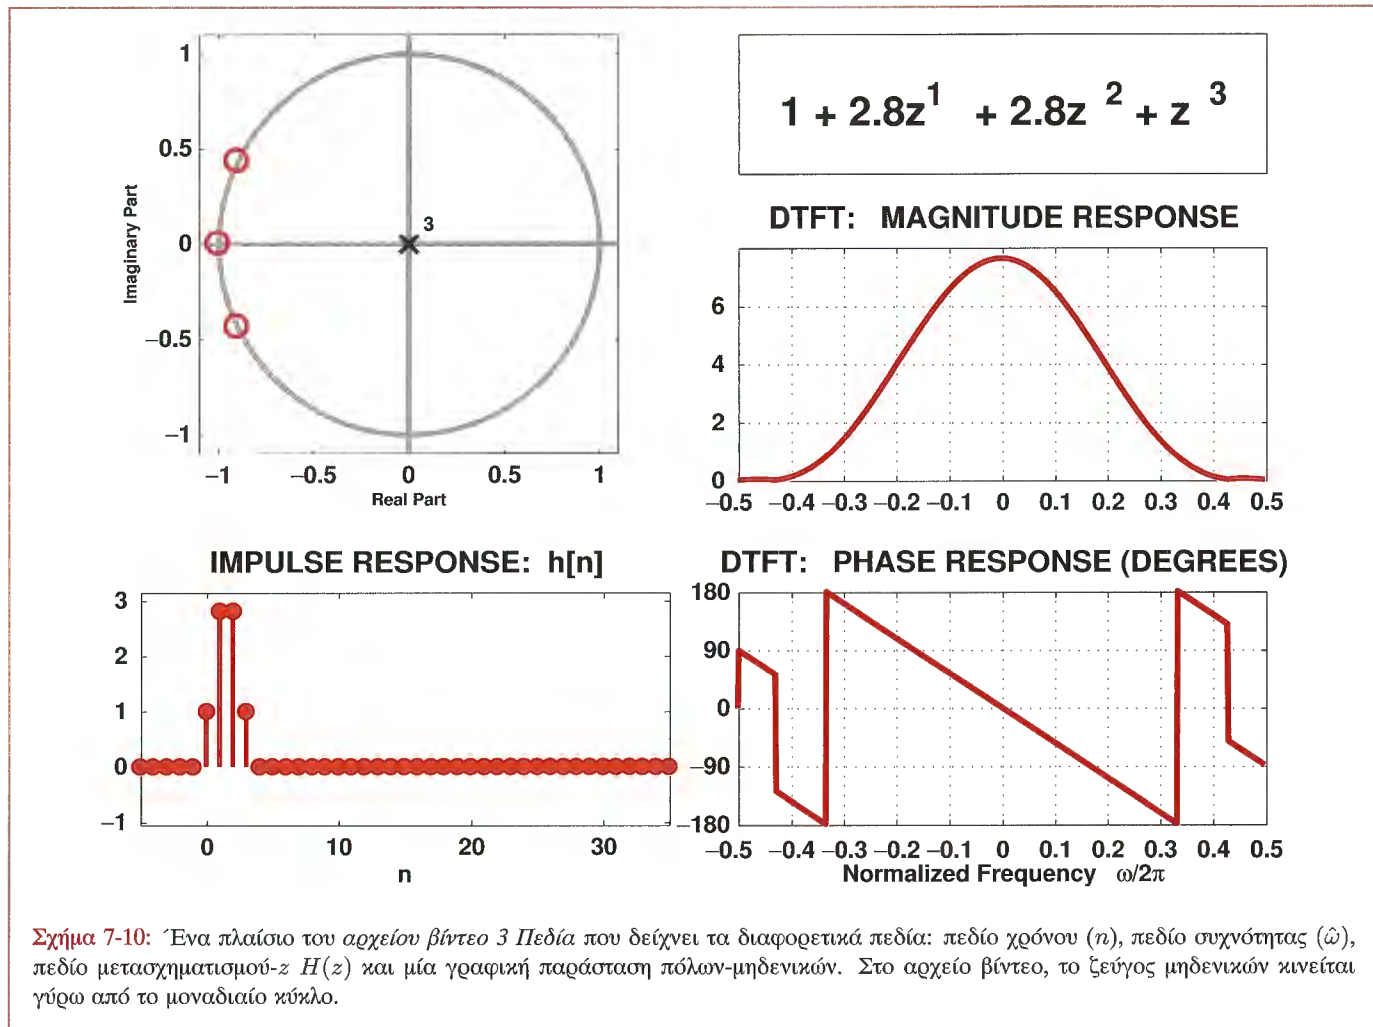 1
0.5
0
−0.5
−1
Imaginary Part
3
−1 −0.5 0 0.5 1
Real Part
1 + 2.8z^1 + 2.8z^2 + z^3
DTFT: MAGNITUDE RESPONSE
6
4
2
0
−0.5 −0.4 −0.3 −0.2 −0.1 0 0.1 0.2 0.3 0.4 0.5
IMPULSE RESPONSE: h[n]
3
2
1
0
−1
0 10 20 30
n
DTFT: PHASE RESPONSE (DEGREES)
180
90
0
−90
−180
−0.5 −0.4 −0.3 −0.2 −0.1 0 0.1 0.2 0.3 0.4 0.5
Normalized Frequency ω/2π
Σχήμα 7-10: Ένα πλαίσιο του αρχείου βίντεο 3 Πεδία που δείχνει τα διαφορετικά πεδία: πεδίο χρόνου (n), πεδίο συχνότητας (ω̂),
πεδίο μετασχηματισμού-z H(z) και μία γραφική παράσταση πόλων-μηδενικών. Στο αρχείο βίντεο, το ζεύγος μηδενικών κινείται
γύρω από το μοναδιαίο κύκλο.